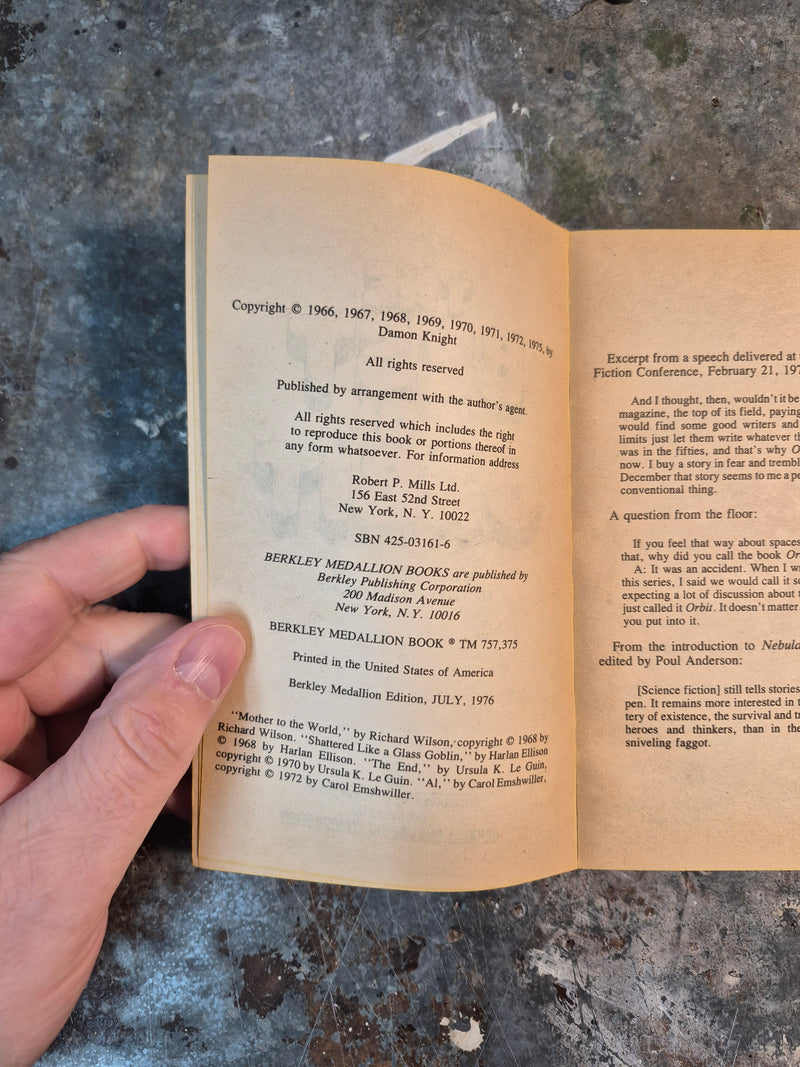 Copyright © 1966, 1967, 1968, 1969, 1970, 1971, 1972, 1975, by
Damon Knight
All rights reserved
Published by arrangement with the author's agent.
All rights reserved which includes the right
to reproduce this book or portions thereof in
any form whatsoever. For information address
Robert P. Mills Ltd.
156 East 52nd Street
New York, N. Y. 10022
SBN 425-03161-6
BERKLEY MEDALLION BOOKS are published by
Berkley Publishing Corporation
200 Madison Avenue
New York, N.Y. 10016
BERKLEY MEDALLION BOOK ® TM 757,375
Printed in the United States of America
Berkley Medallion Edition, JULY, 1976
"Mother to the World," by Richard Wilson, copyright © 1968 by
Richard Wilson. "Shattered Like a Glass Goblin," by Harlan Ellison
© 1968 by Harlan Ellison. "The End," by Ursula K. Le Guin,
copyright © 1970 by Ursula K. Le Guin. "Al," by Carol Emshwiller,
copyright © 1972 by Carol Emshwiller.
Excerpt from a speech delivered at
Fiction Conference, February 21, 197
And I thought, then, wouldn't it be
magazine, the top of its field, paying
would find some good writers and
limits just let them write whatever th
was in the fifties, and that's why O
now. I buy a story in fear and trembl
December that story seems to me a pe
conventional thing.
A question from the floor:
If you feel that way about spaces
that, why did you call the book Or
A: It was an accident. When I w
this series, I said we would call it so
expecting a lot of discussion about t
just called it Orbit. It doesn't matter
you put into it.
From the introduction to Nebula
edited by Poul Anderson:
[Science fiction] still tells stories
pen. It remains more interested in t
tery of existence, the survival and tr
heroes and thinkers, than in the
sniveling faggot.